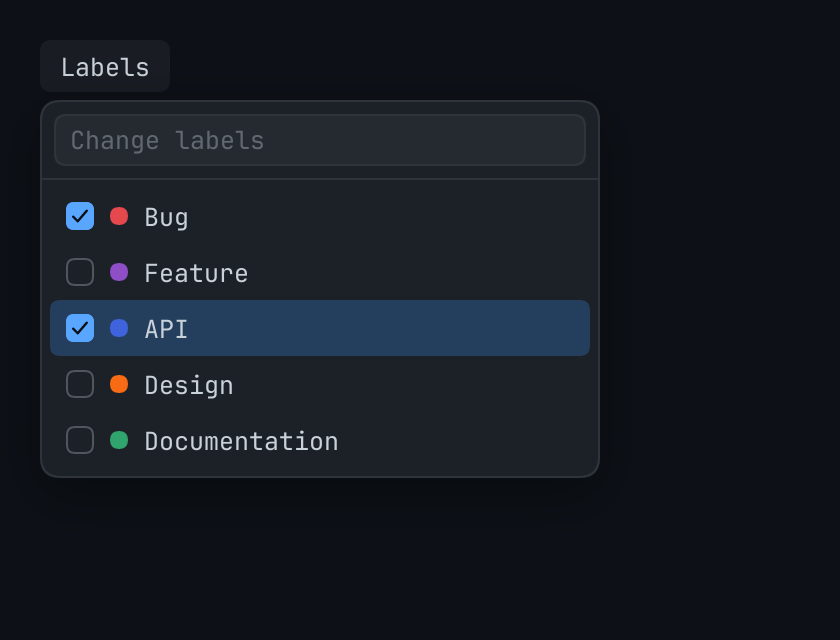 Labels
Change labels
Bug
Feature
API
Design
Documentation